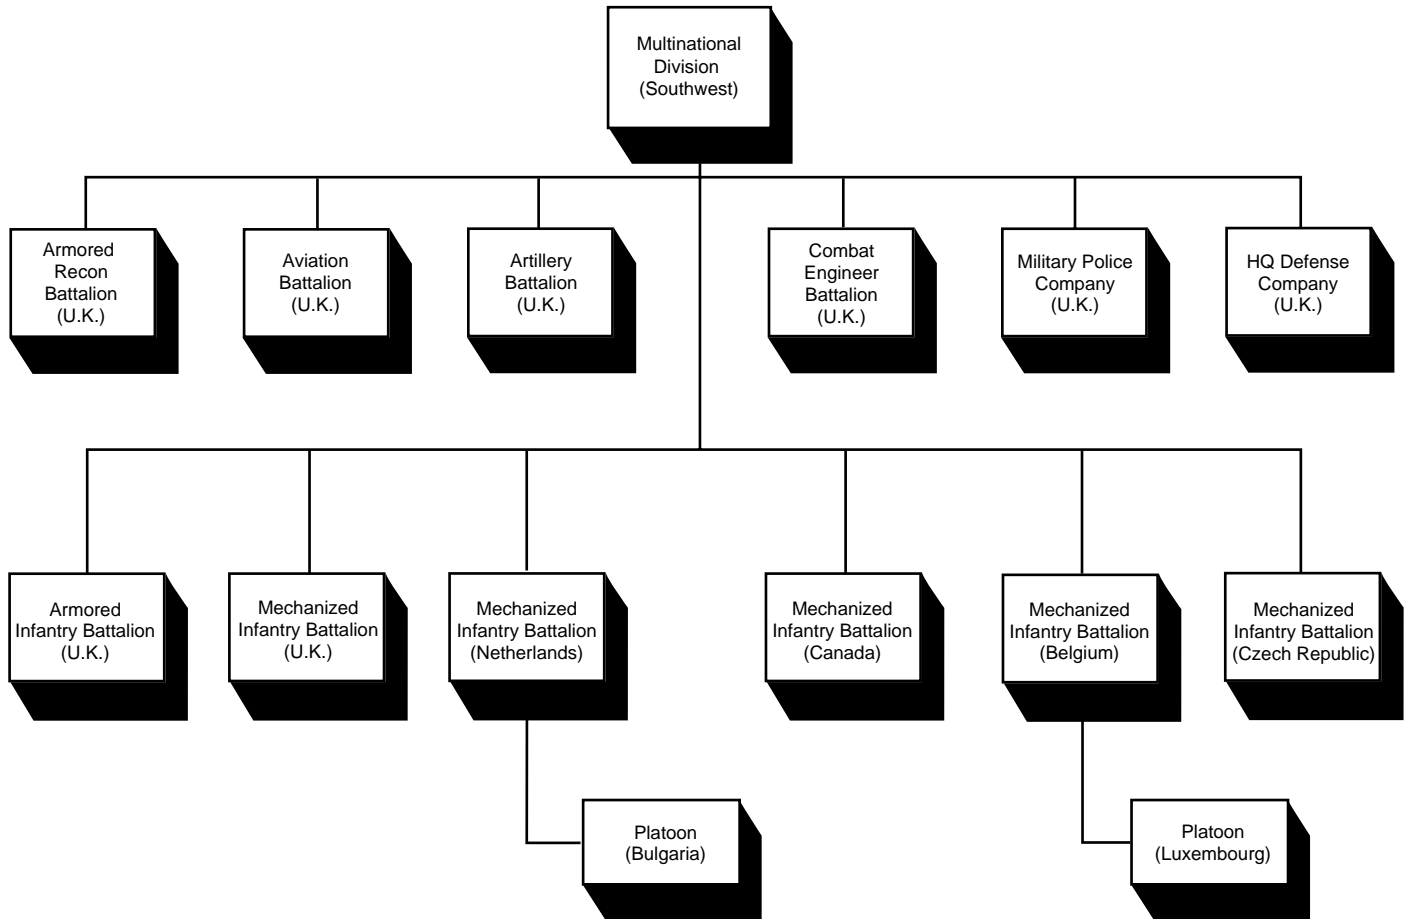 Multinational
Division
(Southwest)
Armored
Recon
Battalion
(U.K.)
Aviation
Battalion
(U.K.)
Artillery
Battalion
(U.K.)
Combat
Engineer
Battalion
(U.K.)
Military Police
Company
(U.K.)
HQ Defense
Company
(U.K.)
Armored
Infantry Battalion
(U.K.)
Mechanized
Infantry Battalion
(U.K.)
Mechanized
Infantry Battalion
(Netherlands)
Mechanized
Infantry Battalion
(Canada)
Mechanized
Infantry Battalion
(Belgium)
Mechanized
Infantry Battalion
(Czech Republic)
Platoon
(Bulgaria)
Platoon
(Luxembourg)